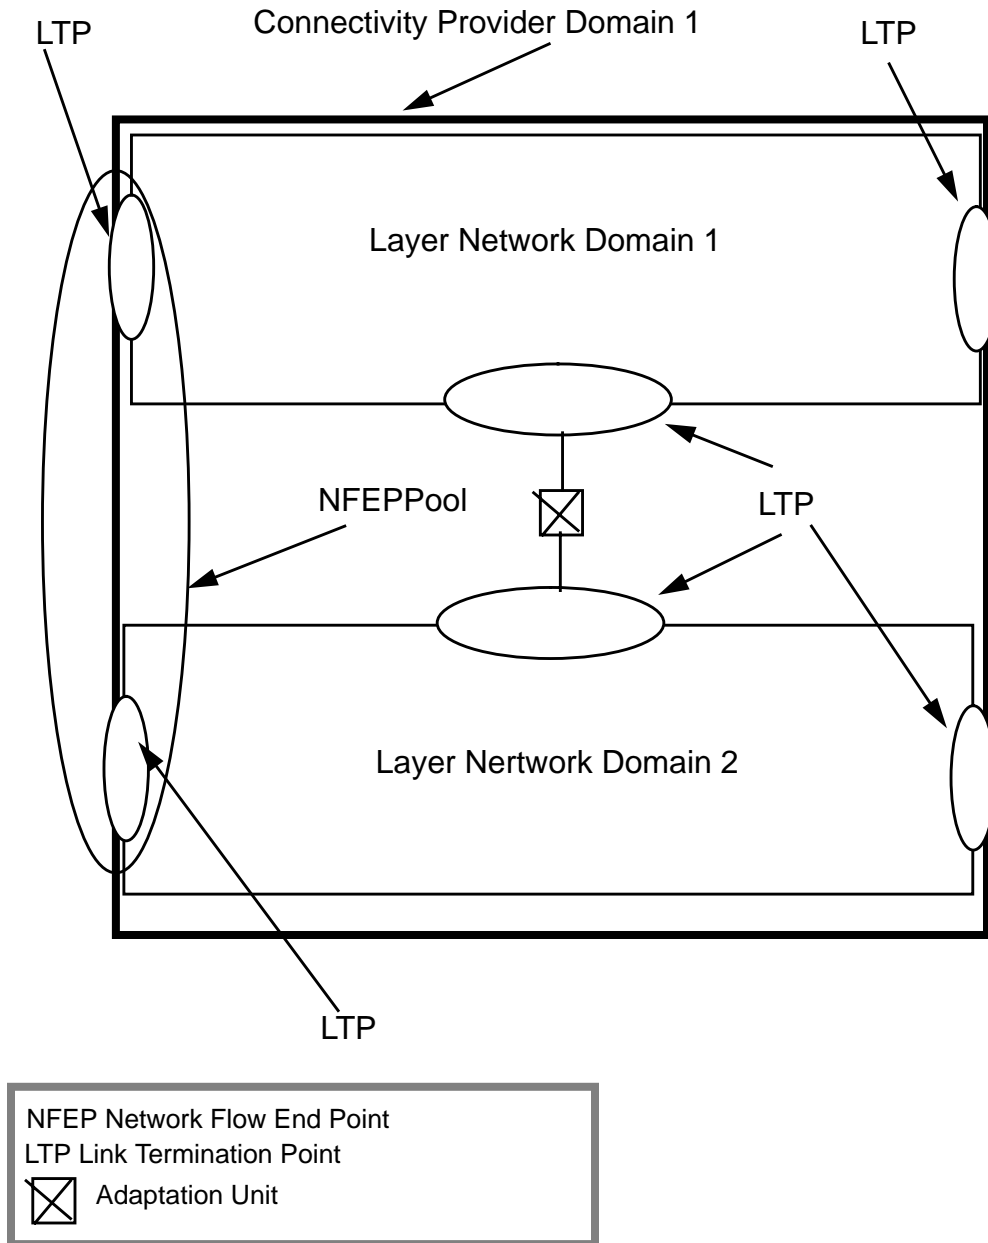 Connectivity Provider Domain 1
LTP
LTP
Layer Network Domain 1
NFEPPool
LTP
Layer Nertwork Domain 2
LTP
NFEP Network Flow End Point
LTP Link Termination Point
Adaptation Unit